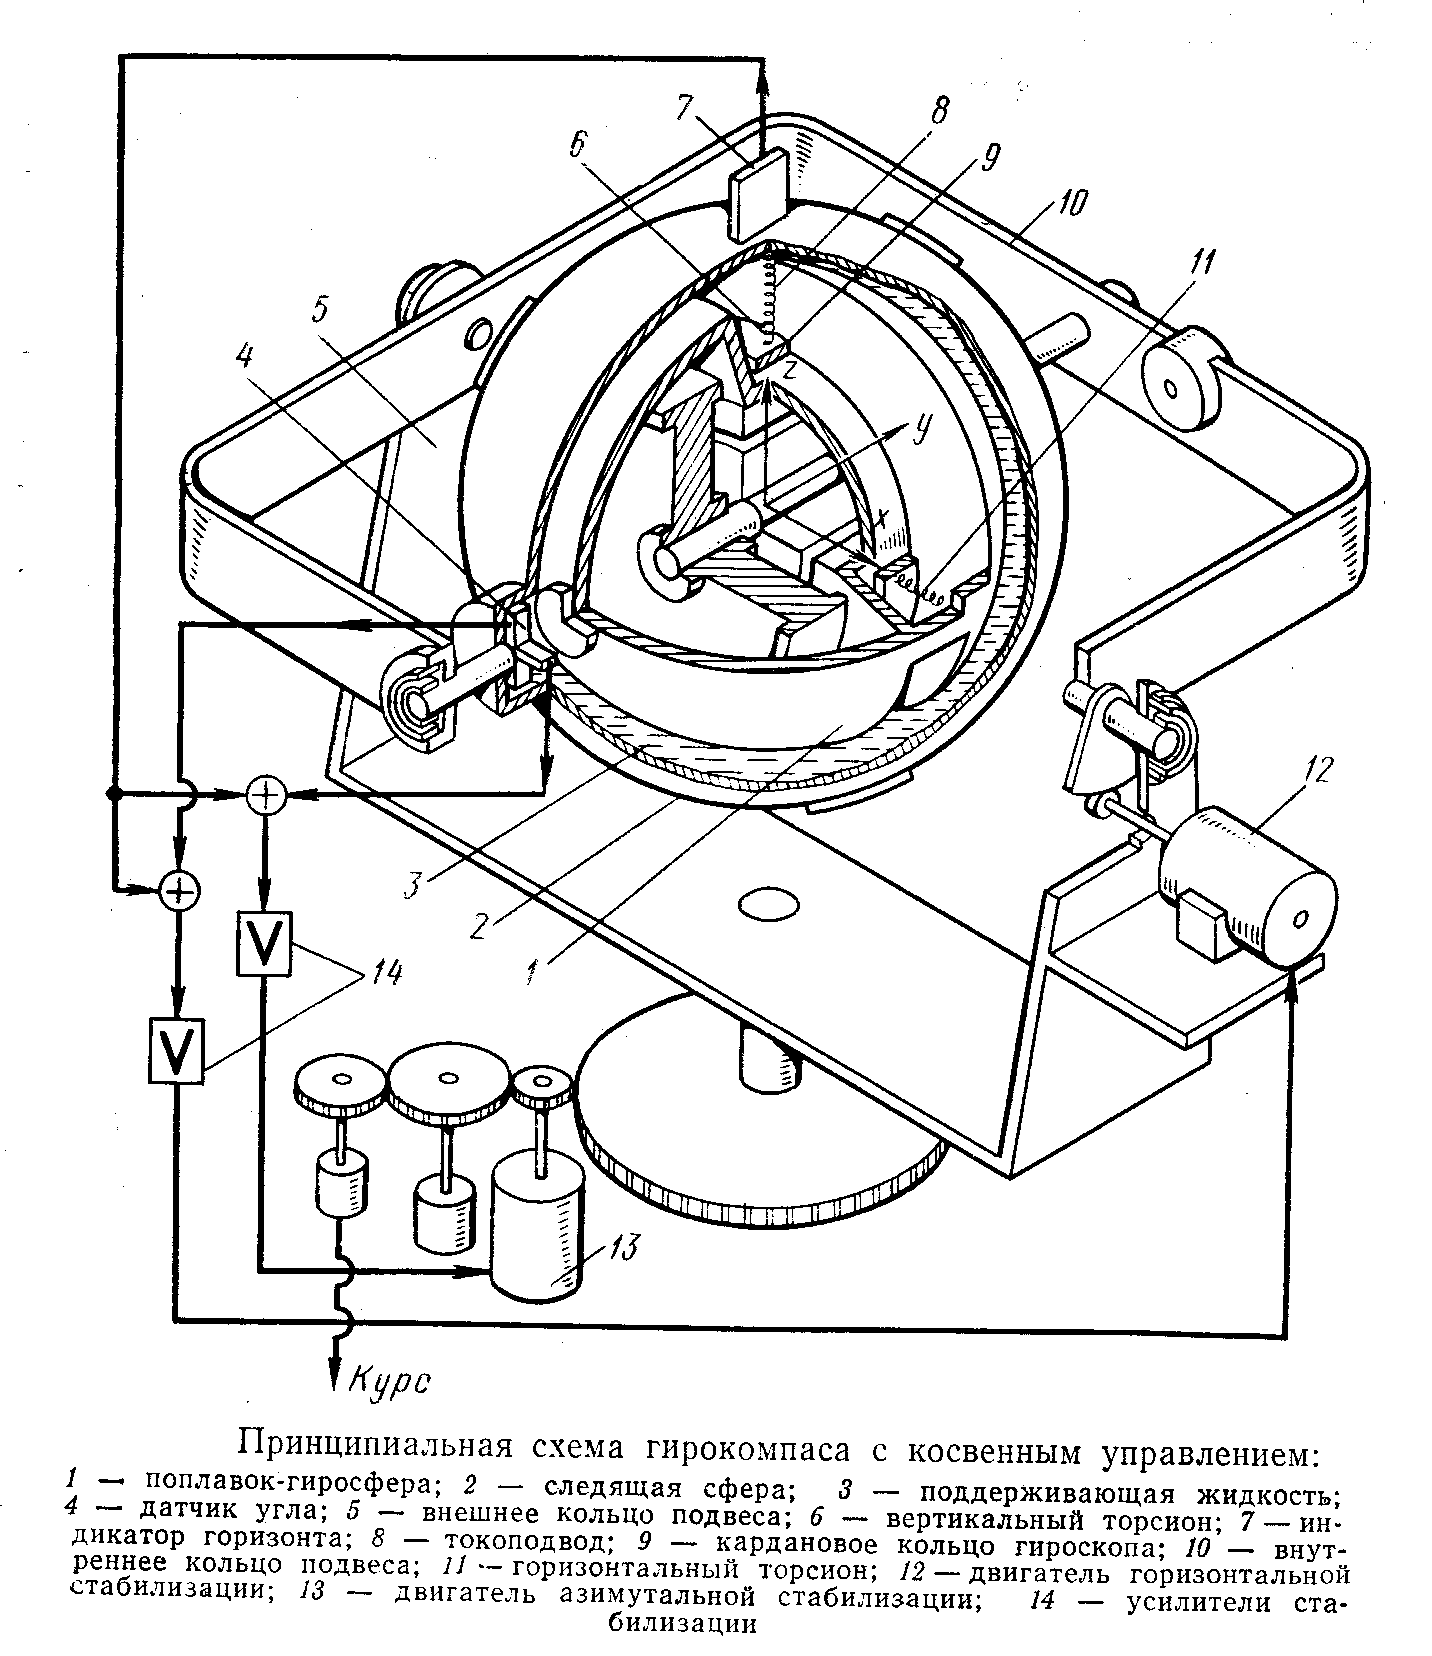 7
8
6
9
10
11
5
4
z
y
x
12
3
2
1
14
V
V
13
Курс
Принципиальная схема гирокомпаса с косвенным управлением:
1 — поплавок-гиросфера; 2 — следящая сфера; 3 — поддерживающая жидкость;
4 — датчик угла; 5 — внешнее кольцо подвеса; 6 — вертикальный торсион; 7 — ин-
дикатор горизонта; 8 — токоподвод; 9 — карданово кольцо гироскопа; 10 — внут-
реннее кольцо подвеса; 11 — горизонтальный торсион; 12 — двигатель горизонтальной
стабилизации; 13 — двигатель азимутальной стабилизации; 14 — усилители ста-
билизации